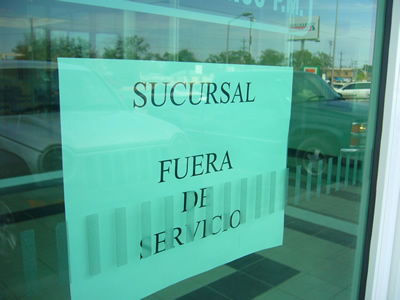 P.M.
SUCURSAL
FUERA
DE
SERVICIO